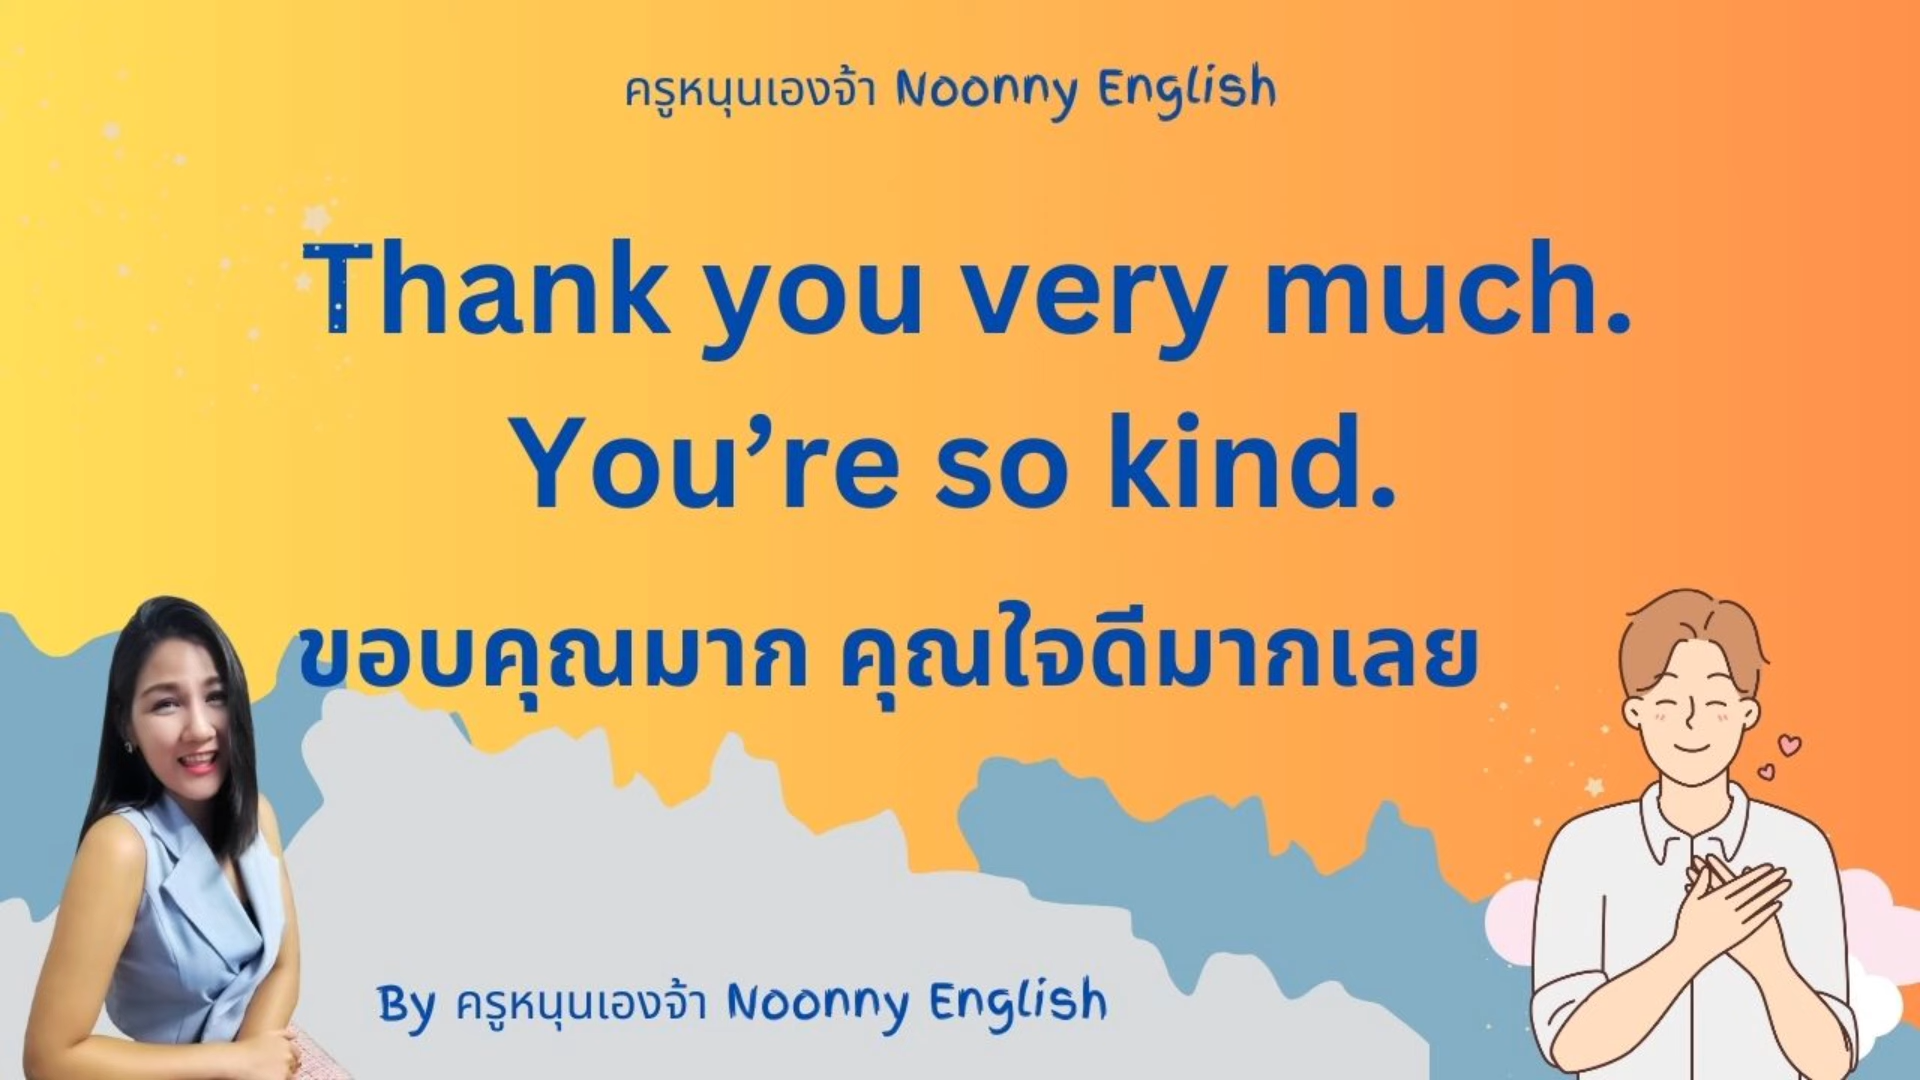 ครูหนุนเองจ้า Noonny English
Thank you very much.
You’re so kind.
ขอบคุณมาก คุณใจดีมากเลย
By ครูหนุนเองจ้า Noonny English